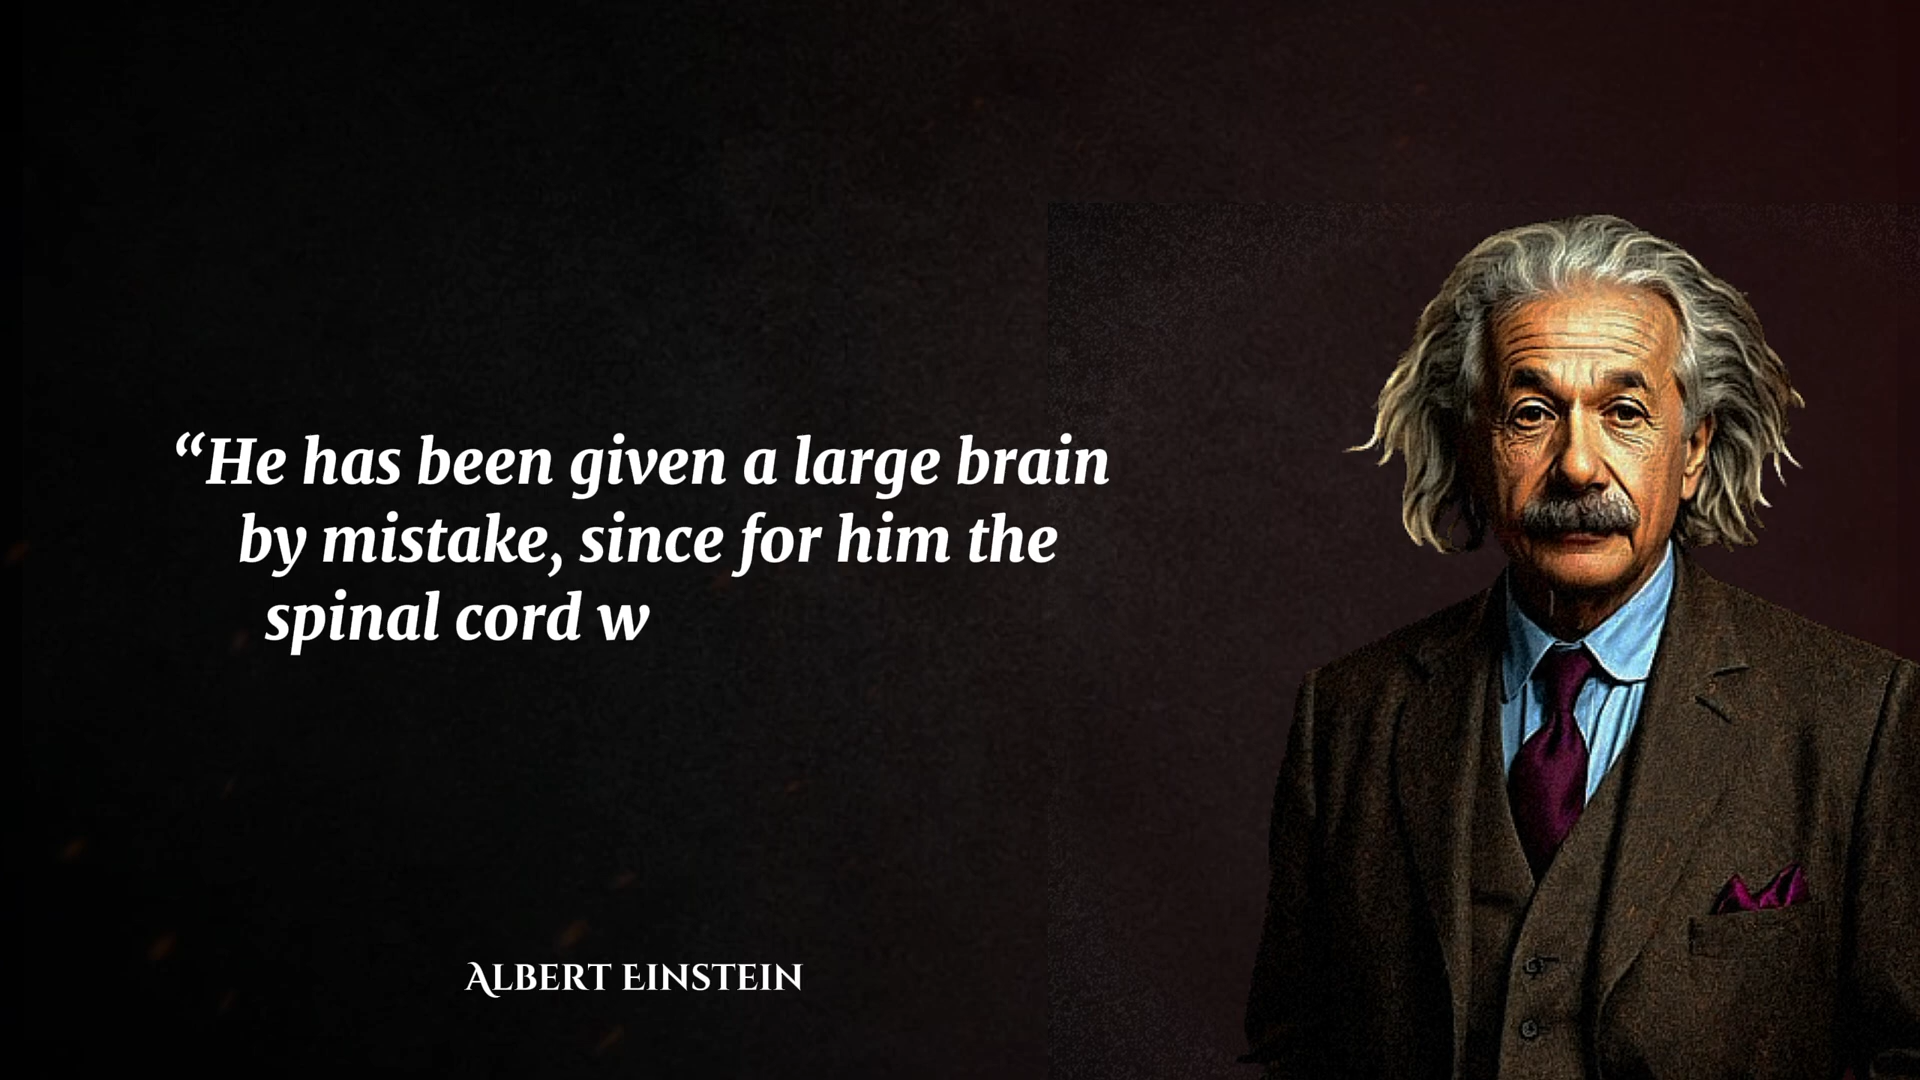 “He has been given a large brain
by mistake, since for him the
spinal cord w
Albert Einstein